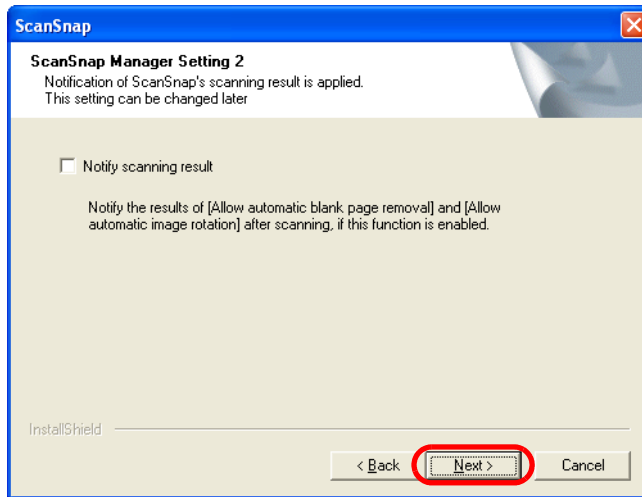 ScanSnap
ScanSnap Manager Setting 2
Notification of ScanSnap's scanning result is applied.
This setting can be changed later
Notify scanning result
Notify the results of [Allow automatic blank page removal] and [Allow
automatic image rotation] after scanning, if this function is enabled.
InstallShield
< Back
Next >
Cancel